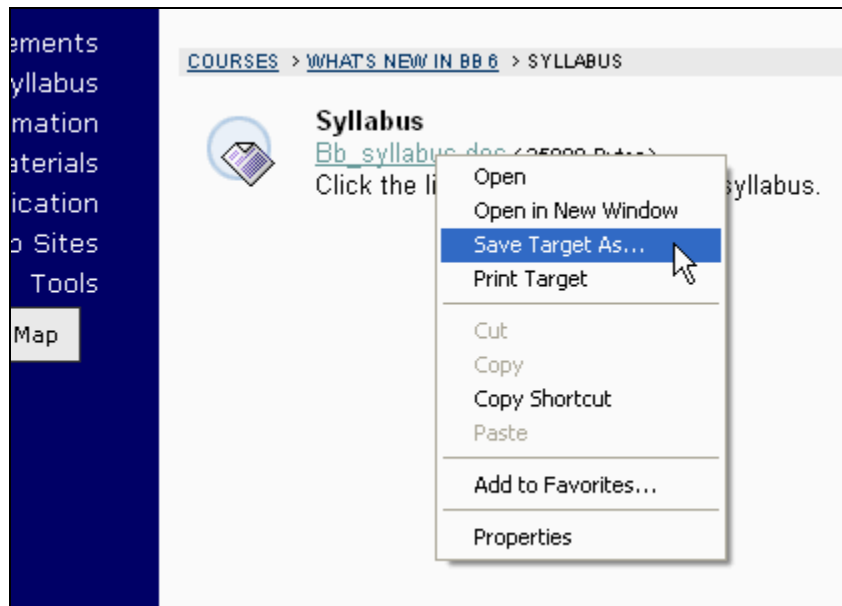 ements
yllabus
mation
aterials
ication
Sites
Tools
Map
COURSES > WHAT'S NEW IN BB 6 > SYLLABUS
Syllabus
Bb_syllabus.doc
Click the li
syllabus.
Open
Open in New Window
Save Target As...
Print Target
Cut
Copy
Copy Shortcut
Paste
Add to Favorites...
Properties